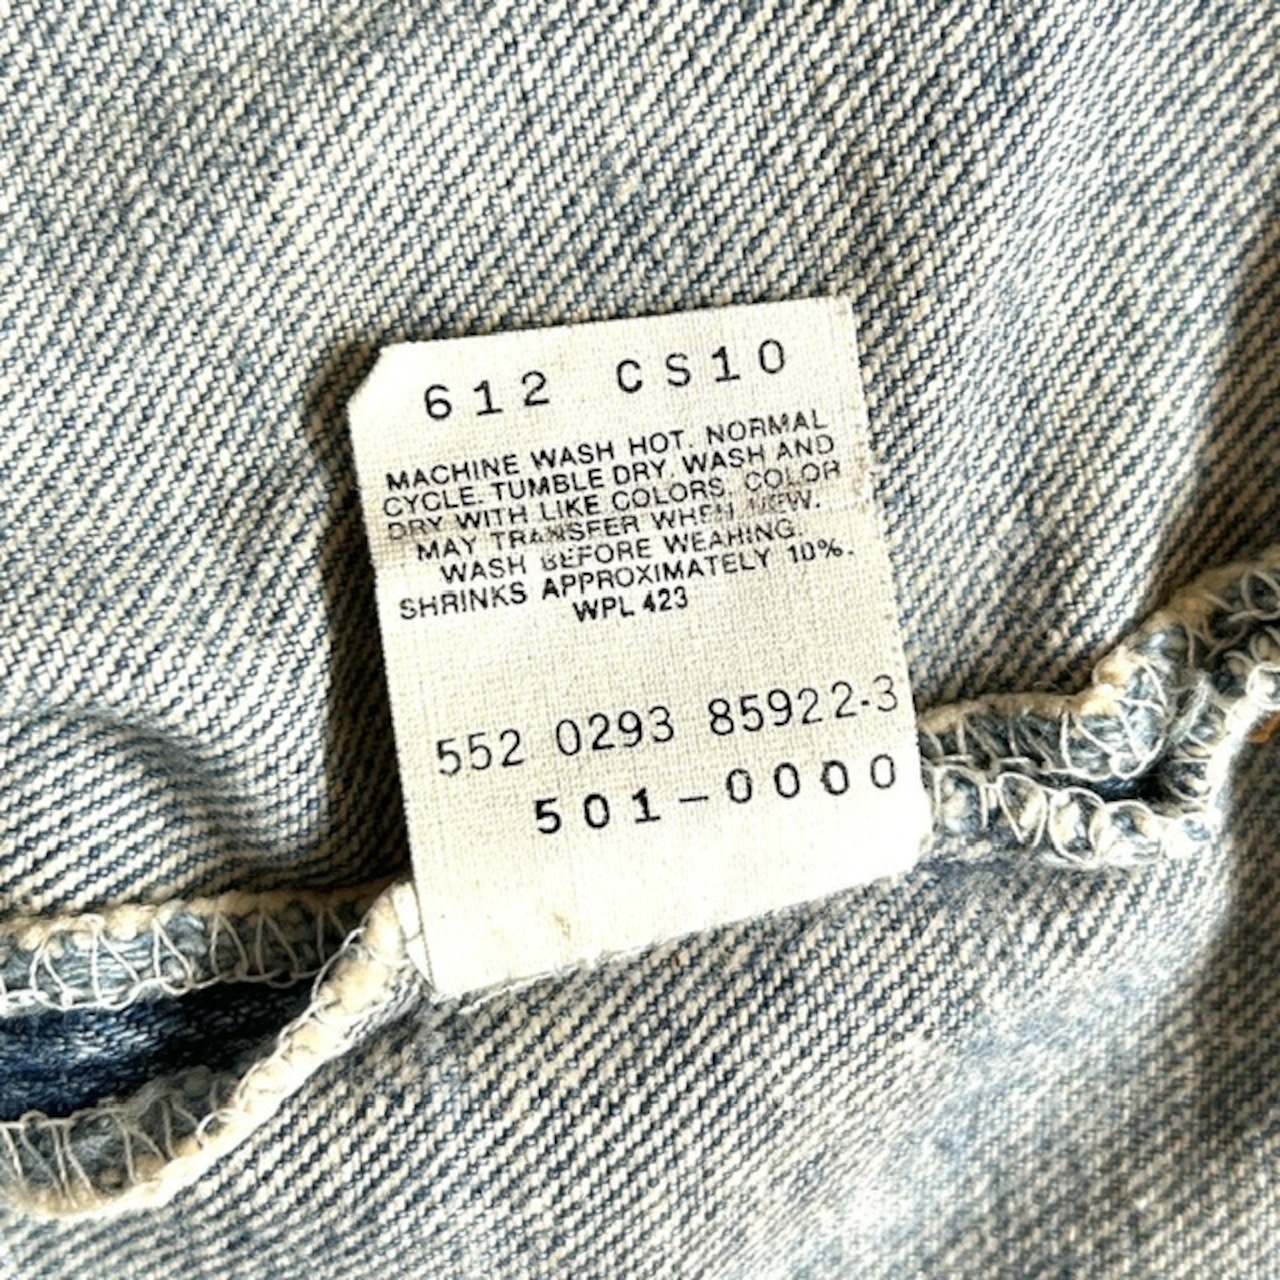 612 CS10
MACHINE WASH HOT. NORMAL
CYCLE. TUMBLE DRY. WASH AND
DRY WITH LIKE COLORS. COLOR
MAY TRANSFER WHEN NEW.
WASH BEFORE WEARING.
SHRINKS APPROXIMATELY 10%.
WPL 423
552 0293 85922-3
501-0000